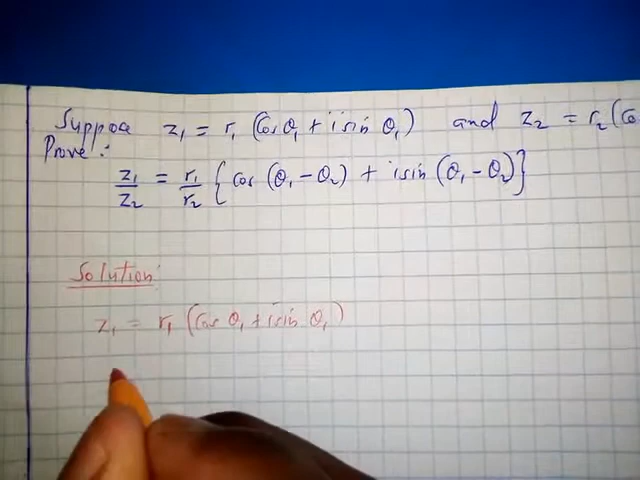 Suppose z₁ = r₁ (Cos θ₁ + i sin θ₁) and z₂ = r₂ (Co
Prove:
z₁/z₂ = r₁/r₂ { cos (θ₁ - θ₂) + i sin (θ₁ - θ₂) }
Solution:
z₁ = r₁ (Cos θ₁ + i sin θ₁)